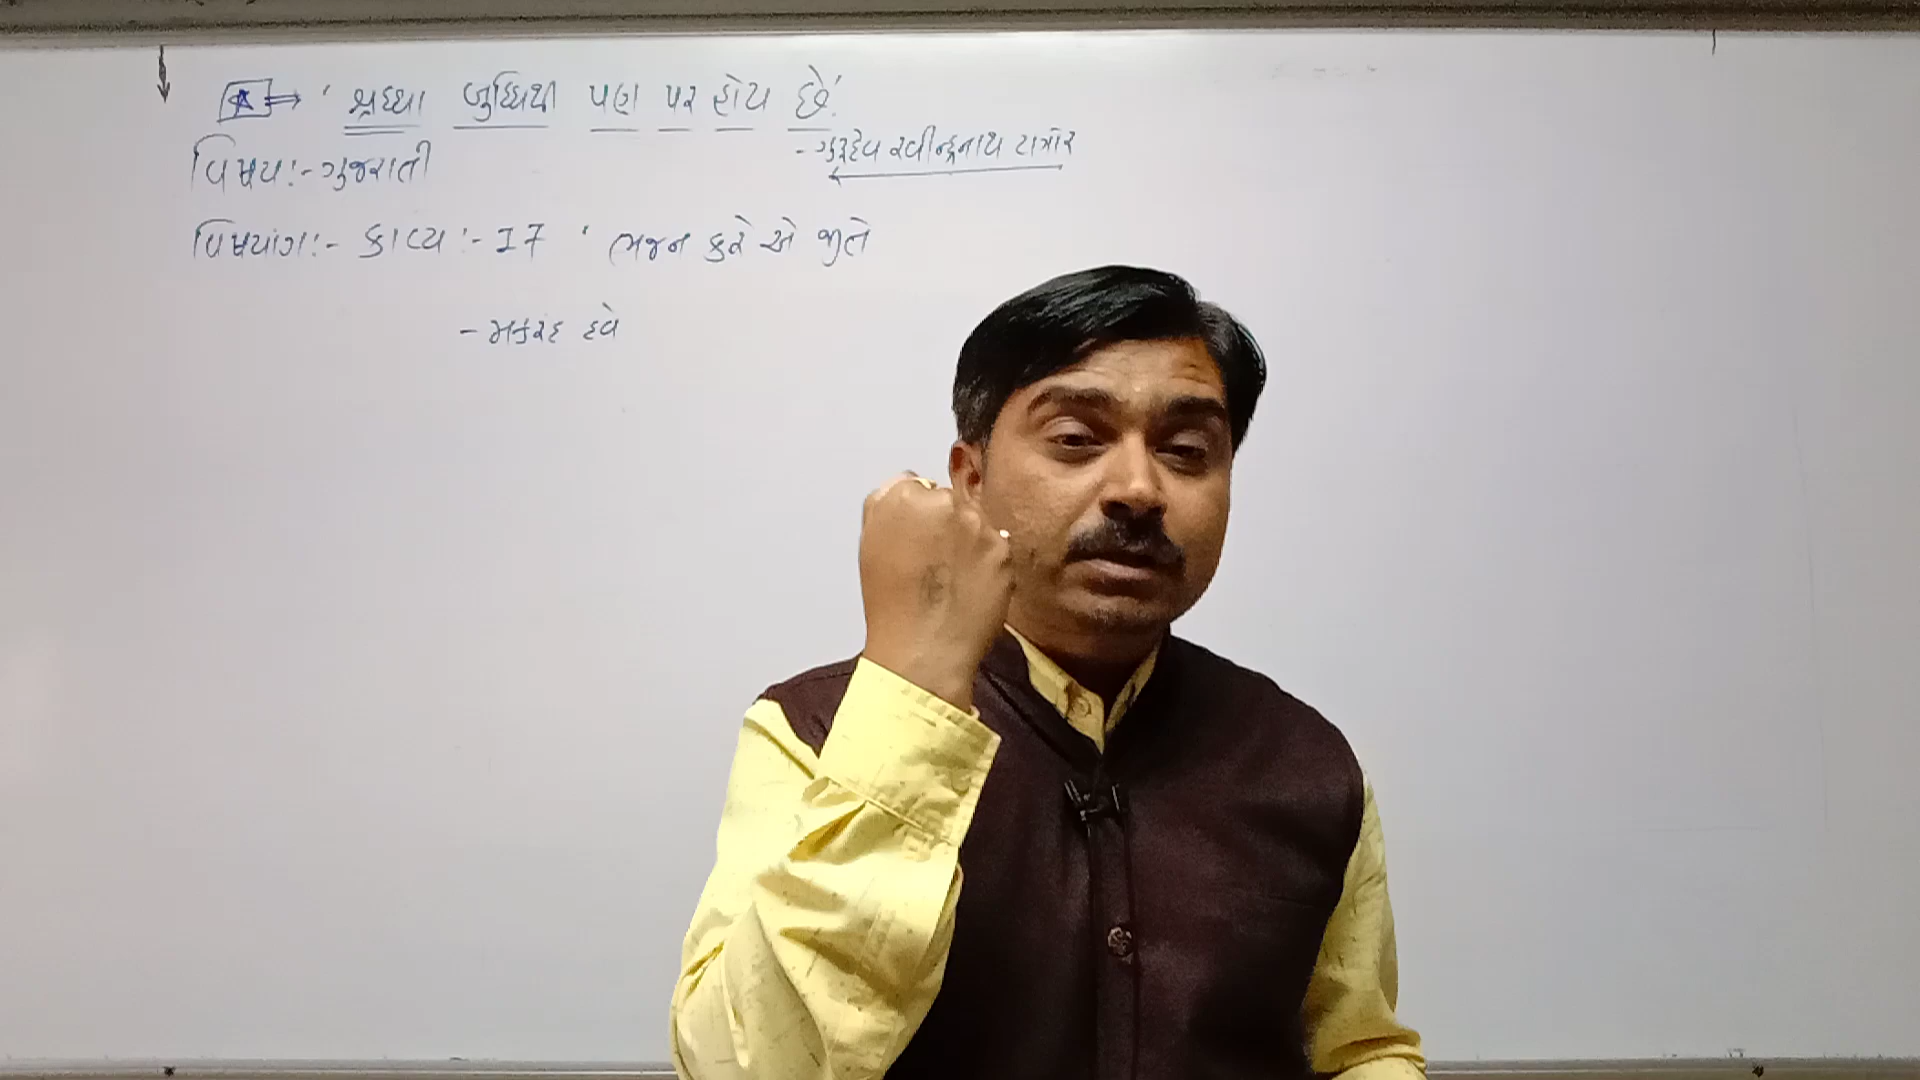 ' શ્રધ્ધા બુધ્ધિથી પણ પર હોય છે.'
- ગુરૂદેવ રવીન્દ્રનાથ ટાગોર
વિષય:- ગુજરાતી
વિષયાંગ:- કાવ્ય:- 17 ' ભજન કરે એ જીતે
- મકરંદ દવે